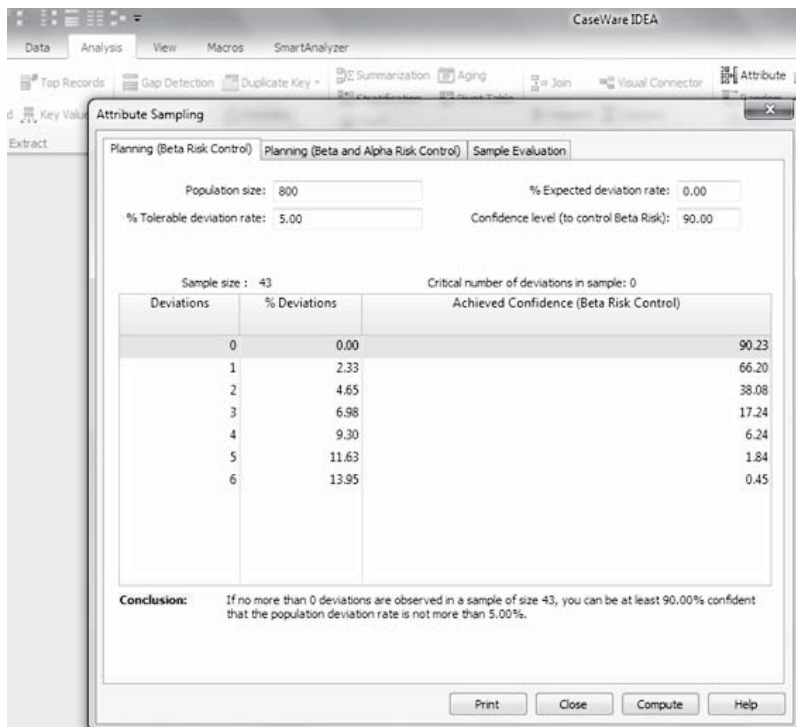 CaseWare IDEA
Data Analysis View Macros SmartAnalyzer
Top Records Gap Detection Duplicate Key Summarization Aging Join Visual Connector Attribute
Key Value
Extract
Attribute Sampling
Planning (Beta Risk Control) Planning (Beta and Alpha Risk Control) Sample Evaluation
Population size: 800 % Expected deviation rate: 0.00
% Tolerable deviation rate: 5.00 Confidence level (to control Beta Risk): 90.00
Sample size : 43 Critical number of deviations in sample: 0
Deviations % Deviations Achieved Confidence (Beta Risk Control)
0 0.00 90.23
1 2.33 66.20
2 4.65 38.08
3 6.98 17.24
4 9.30 6.24
5 11.63 1.84
6 13.95 0.45
Conclusion: If no more than 0 deviations are observed in a sample of size 43, you can be at least 90.00% confident
that the population deviation rate is not more than 5.00%.
Print Close Compute Help